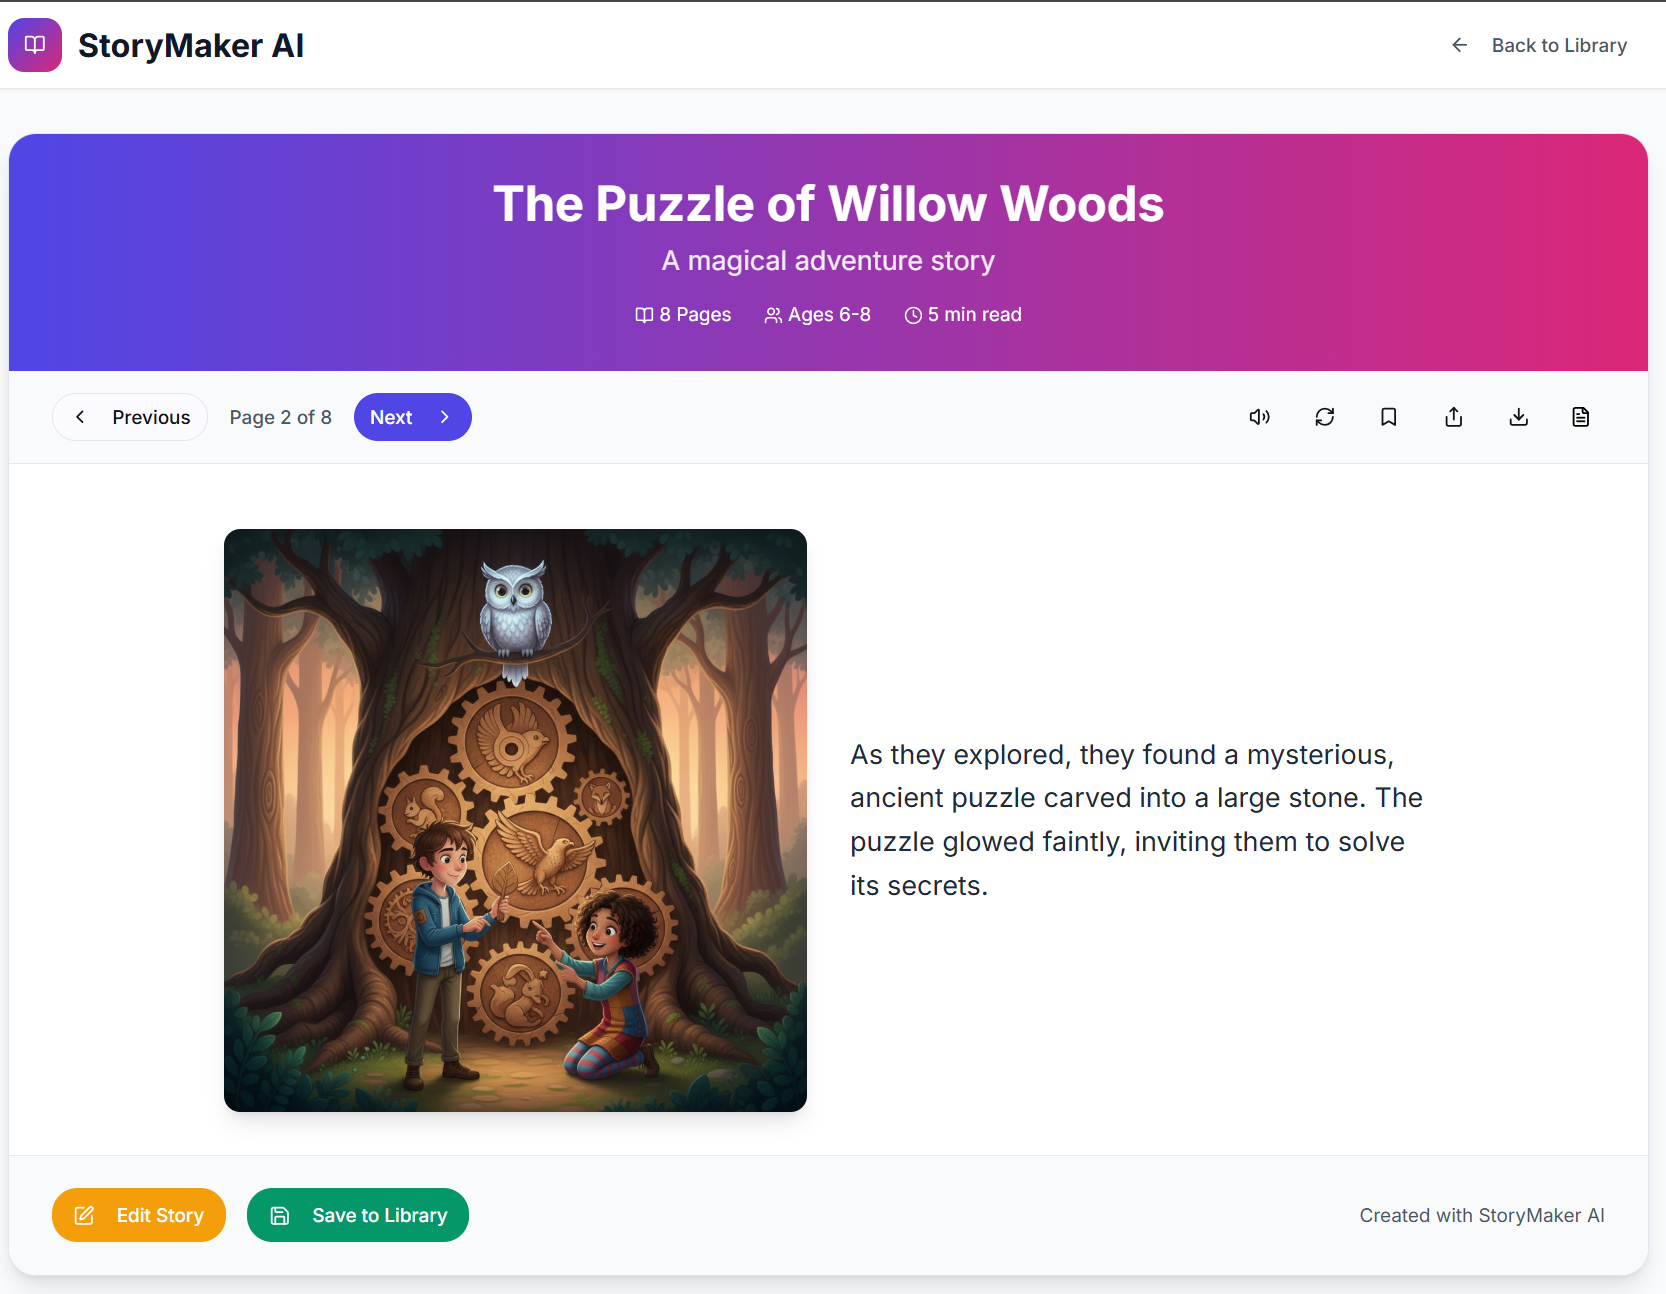 StoryMaker AI
Back to Library
The Puzzle of Willow Woods
A magical adventure story
8 Pages
Ages 6-8
5 min read
Previous
Page 2 of 8
Next
As they explored, they found a mysterious,
ancient puzzle carved into a large stone. The
puzzle glowed faintly, inviting them to solve
its secrets.
Edit Story
Save to Library
Created with StoryMaker AI